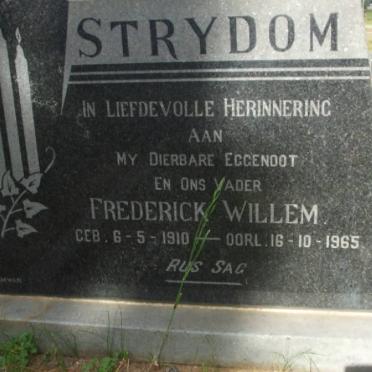 STRYDOM
IN LIEFDEVOLLE HERINNERING
AAN
MY DIERBARE EGGENOOT
EN ONS VADER
FREDERICK WILLEM
GEB. 6-5-1910 — OORL. 16-10-1965
RUS SAG